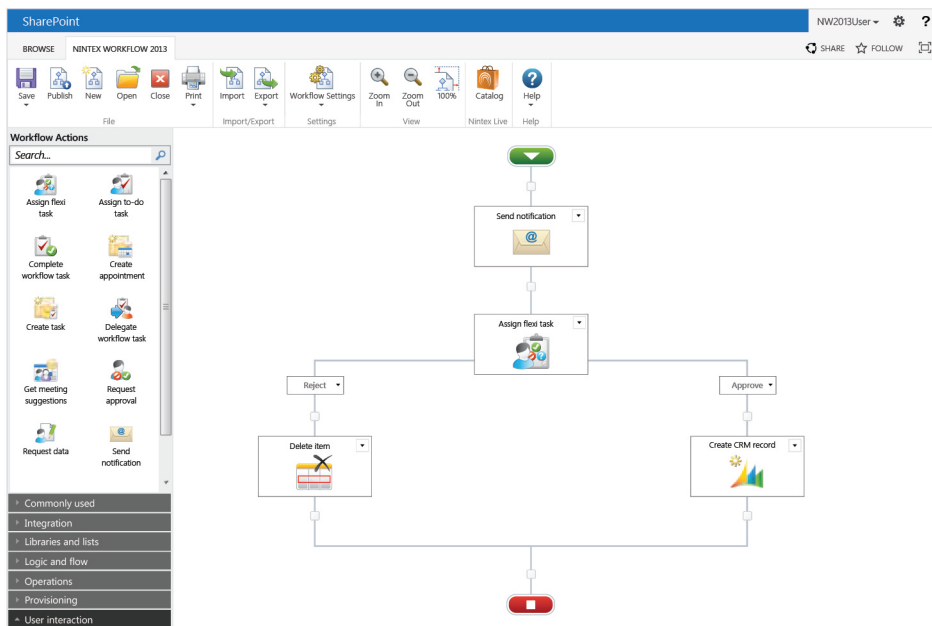 SharePoint
NW2013User
?
BROWSE
NINTEX WORKFLOW 2013
SHARE
FOLLOW
Save
Publish
New
Open
Close
Print
Import
Export
Workflow Settings
Zoom
In
Zoom
Out
100%
Catalog
Help
File
Import/Export
Settings
View
Nintex Live
Help
Workflow Actions
Search...
Assign flexi
task
Assign to-do
task
Complete
workflow task
Create
appointment
Create task
Delegate
workflow task
Get meeting
suggestions
Request
approval
Request data
Send
notification
Commonly used
Integration
Libraries and lists
Logic and flow
Operations
Provisioning
User interaction
Send notification
@
Assign flexi task
Reject
Approve
Delete item
Create CRM record